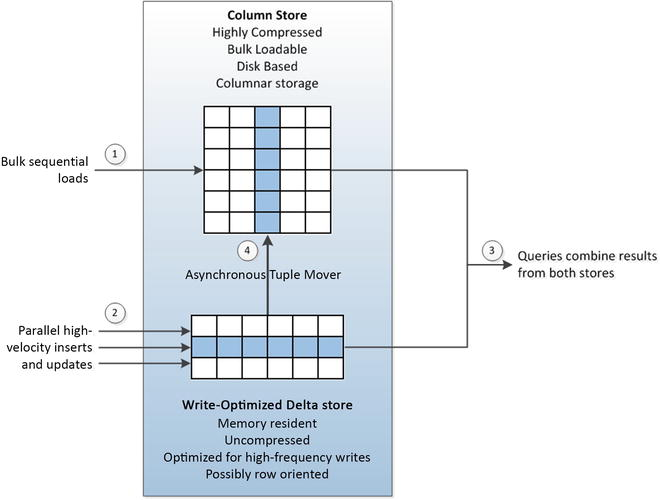 Column Store
Highly Compressed
Bulk Loadable
Disk Based
Columnar storage
1
Bulk sequential
loads
4
Asynchronous Tuple Mover
3
Queries combine results
from both stores
2
Parallel high-
velocity inserts
and updates
Write-Optimized Delta store
Memory resident
Uncompressed
Optimized for high-frequency writes
Possibly row oriented